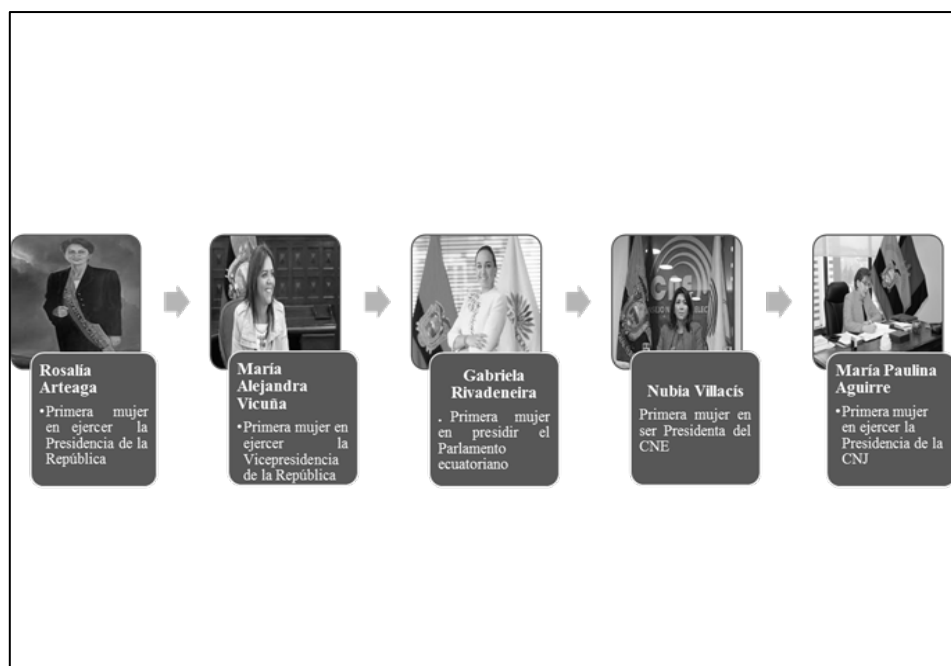 Rosalía
Arteaga
•Primera mujer
en ejercer la
Presidencia de la
República
María
Alejandra
Vicuña
•Primera mujer en
ejercer la
Vicepresidencia
de la República
Gabriela
Rivadeneira
. Primera mujer
en presidir el
Parlamento
ecuatoriano
Nubia Villacís
Primera mujer en
ser Presidenta del
CNE
María Paulina
Aguirre
•Primera mujer
en ejercer la
Presidencia de la
CNJ